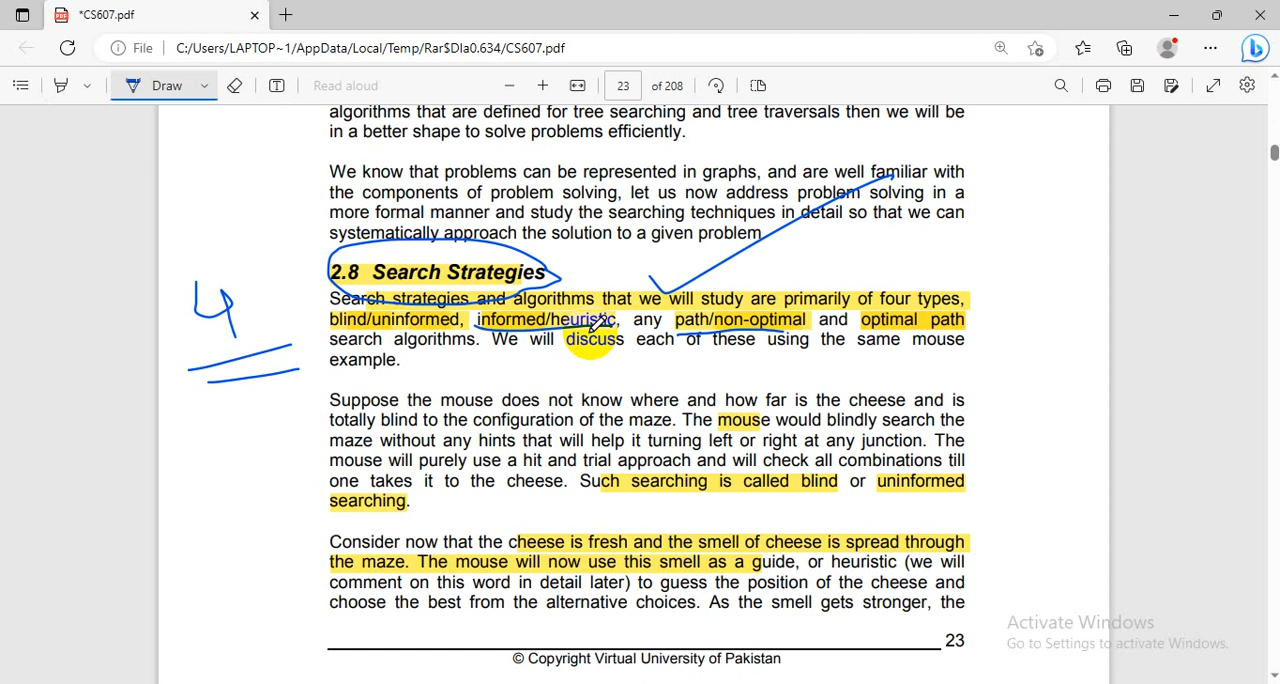 *CS607.pdf
File
C:/Users/LAPTOP~1/AppData/Local/Temp/Rar$DIa0.634/CS607.pdf
Draw
Read aloud
23
of 208
algorithms that are defined for tree searching and tree traversals then we will be
in a better shape to solve problems efficiently.
We know that problems can be represented in graphs, and are well familiar with
the components of problem solving, let us now address problem solving in a
more formal manner and study the searching techniques in detail so that we can
systematically approach the solution to a given problem
2.8 Search Strategies
Search strategies and algorithms that we will study are primarily of four types,
blind/uninformed, informed/heuristic, any path/non-optimal and optimal path
search algorithms. We will discuss each of these using the same mouse
example.
4
Suppose the mouse does not know where and how far is the cheese and is
totally blind to the configuration of the maze. The mouse would blindly search the
maze without any hints that will help it turning left or right at any junction. The
mouse will purely use a hit and trial approach and will check all combinations till
one takes it to the cheese. Such searching is called blind or uninformed
searching.
Consider now that the cheese is fresh and the smell of cheese is spread through
the maze. The mouse will now use this smell as a guide, or heuristic (we will
comment on this word in detail later) to guess the position of the cheese and
choose the best from the alternative choices. As the smell gets stronger, the
23
© Copyright Virtual University of Pakistan
Activate Windows
Go to Settings to activate Windows.